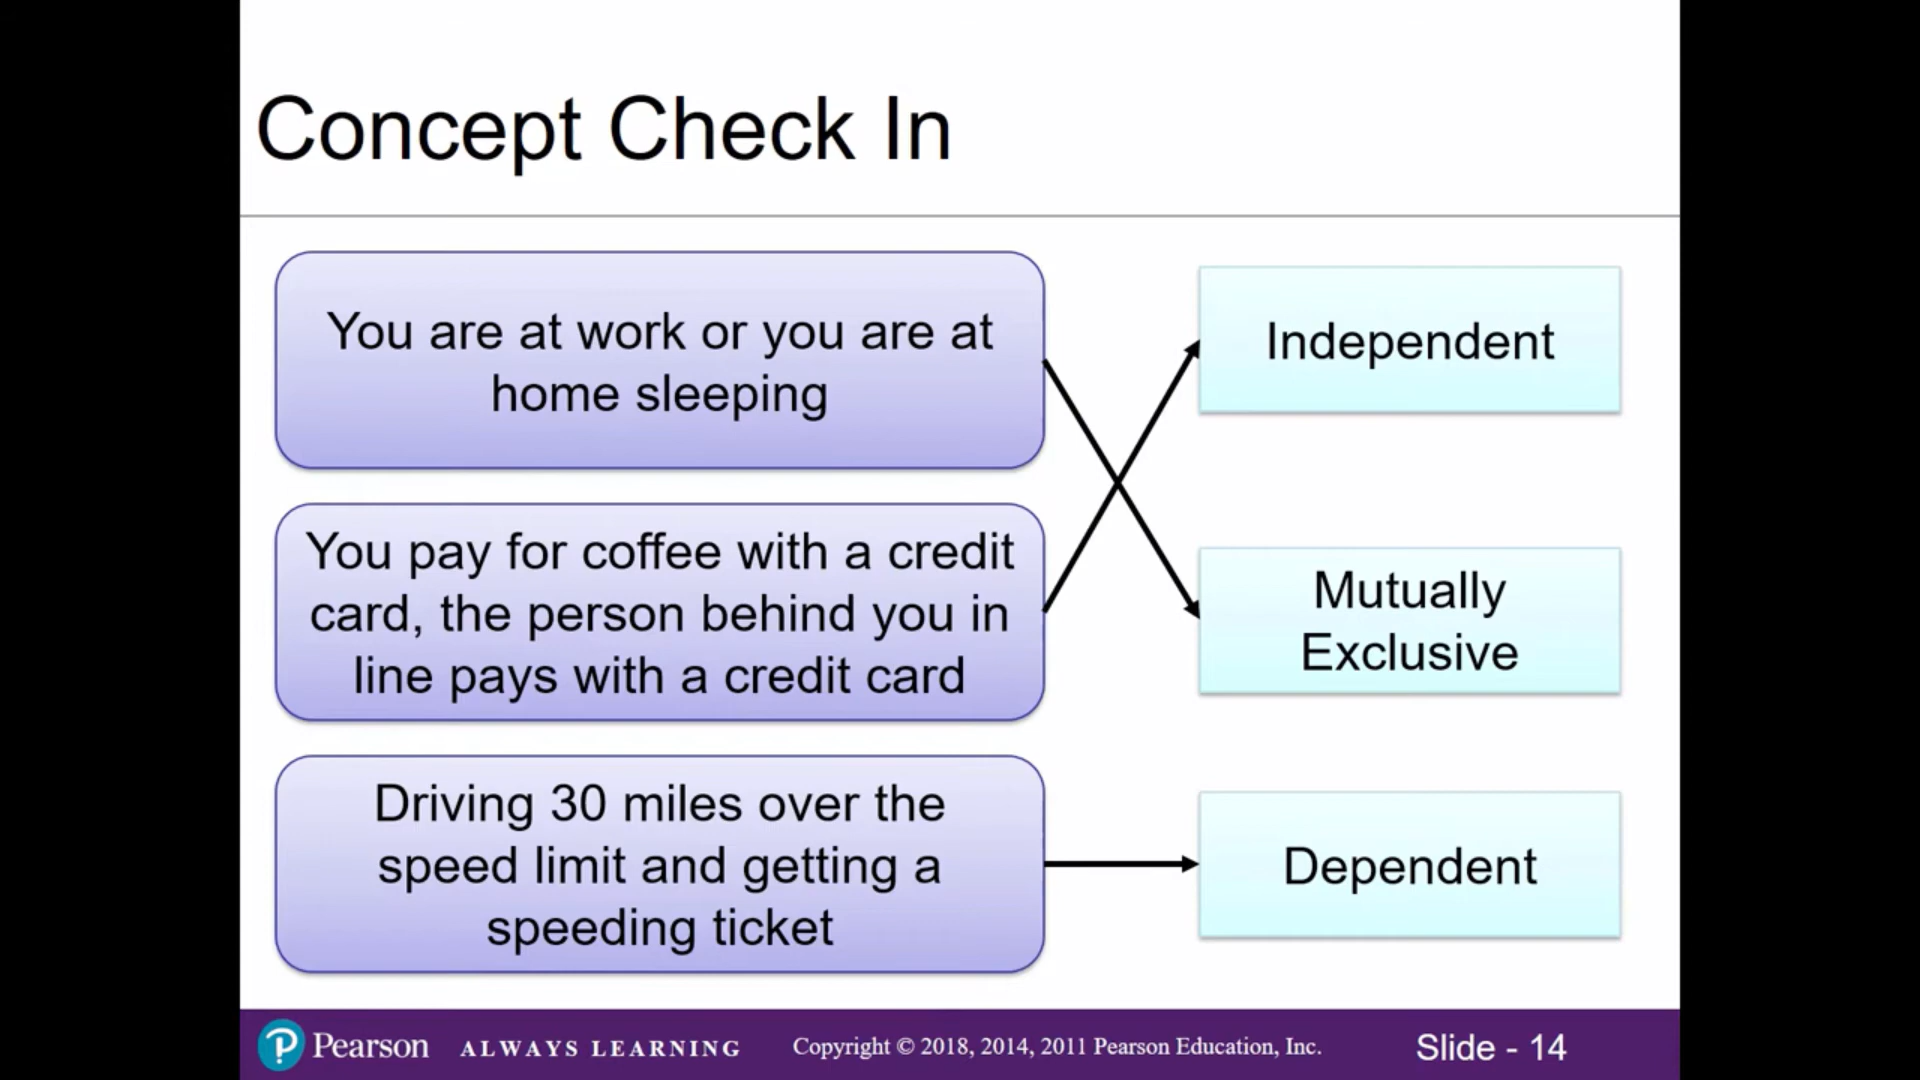 Concept Check In
You are at work or you are at
home sleeping
You pay for coffee with a credit
card, the person behind you in
line pays with a credit card
Driving 30 miles over the
speed limit and getting a
speeding ticket
Independent
Mutually
Exclusive
Dependent
Pearson ALWAYS LEARNING Copyright © 2018, 2014, 2011 Pearson Education, Inc. Slide - 14